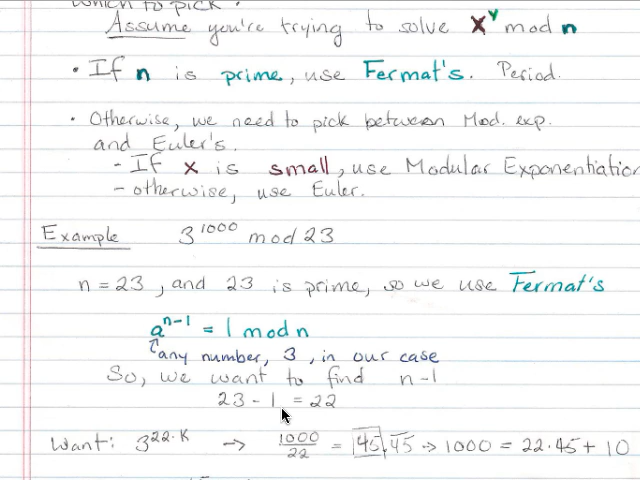 which to pick.
Assume you're trying to solve x^y mod n
· If n is prime, use Fermat's. Period.
· Otherwise, we need to pick between Mod. exp.
and Euler's.
- If x is small, use Modular Exponentiation
- otherwise, use Euler.
Example 3^1000 mod 23
n = 23, and 23 is prime, so we use Fermat's
a^n-1 = 1 mod n
any number, 3, in our case
So, we want to find n-1
23 - 1 = 22
Want: 3^22·K → 1000/22 = 45.45 → 1000 = 22·45 + 10